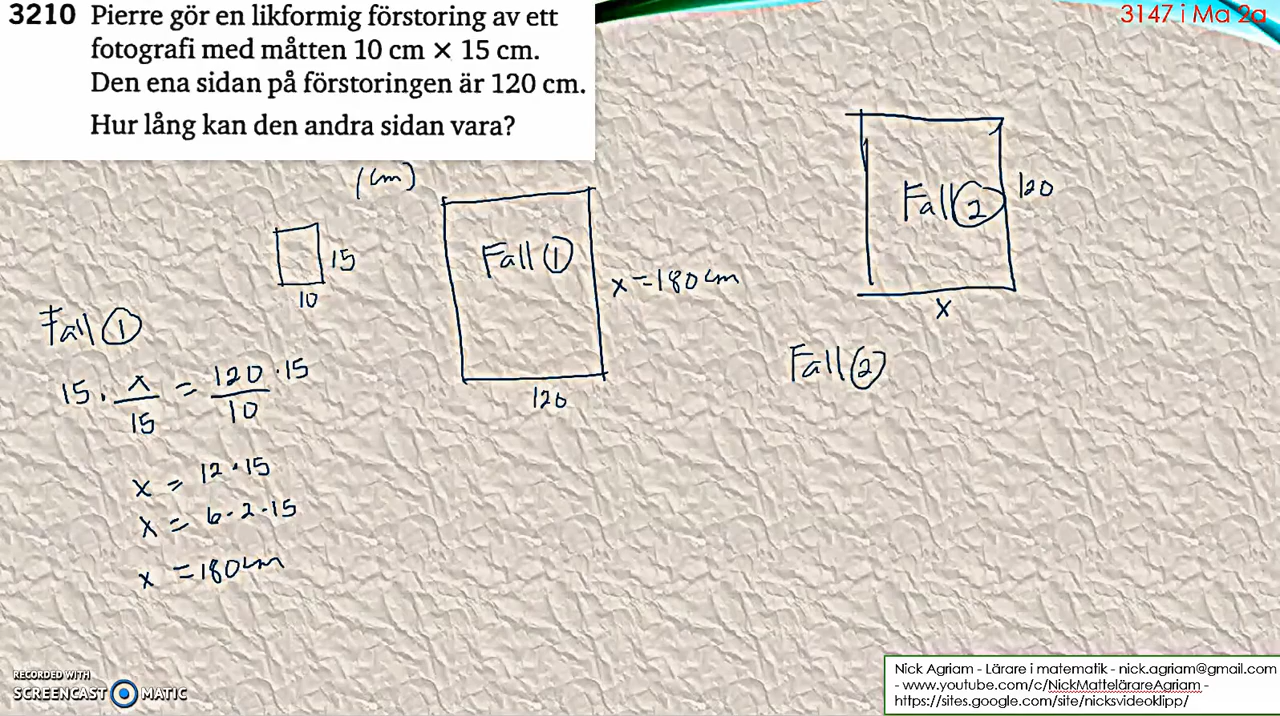 3210 Pierre gör en likformig förstoring av ett
fotografi med måtten 10 cm × 15 cm.
Den ena sidan på förstoringen är 120 cm.
Hur lång kan den andra sidan vara?
3147 i Ma 2a
(cm)
15
10
Fall 1
x = 180 cm
120
Fall 2
120
x
Fall 1
15 · x/15 = 120/10 · 15
x = 12 · 15
x = 6 · 2 · 15
x = 180 cm
Fall 2
RECORDED WITH
SCREENCAST MATIC
Nick Agriam - Lärare i matematik - nick.agriam@gmail.com
- www.youtube.com/c/NickMattelärareAgriam -
https://sites.google.com/site/nicksvideoklipp/